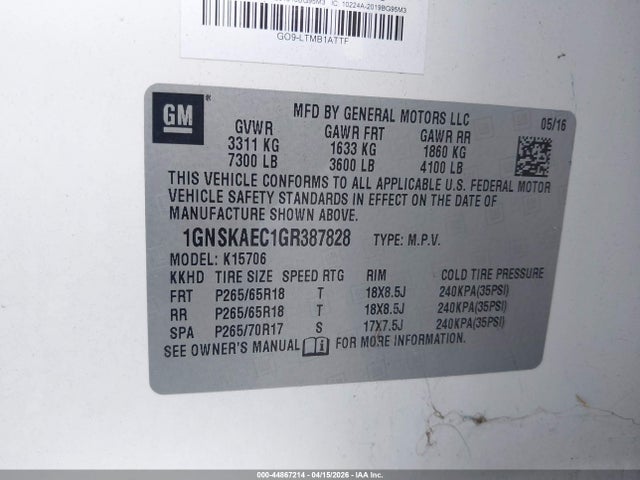 IC: 10224A-2019BG95M3
GO9-LTMB1ATTF
GM
MFD BY GENERAL MOTORS LLC
05/16
GVWR GAWR FRT GAWR RR
3311 KG 1633 KG 1860 KG
7300 LB 3600 LB 4100 LB
THIS VEHICLE CONFORMS TO ALL APPLICABLE U.S. FEDERAL MOTOR
VEHICLE SAFETY STANDARDS IN EFFECT ON THE DATE OF
MANUFACTURE SHOWN ABOVE.
1GNSKAEC1GR387828 TYPE: M.P.V.
MODEL: K15706
KKHD TIRE SIZE SPEED RTG RIM COLD TIRE PRESSURE
FRT P265/65R18 T 18X8.5J 240KPA(35PSI)
RR P265/65R18 T 18X8.5J 240KPA(35PSI)
SPA P265/70R17 S 17X7.5J 240KPA(35PSI)
SEE OWNER'S MANUAL FOR MORE INFORMATION.
000-44867214 - 04/15/2026 - IAA Inc.